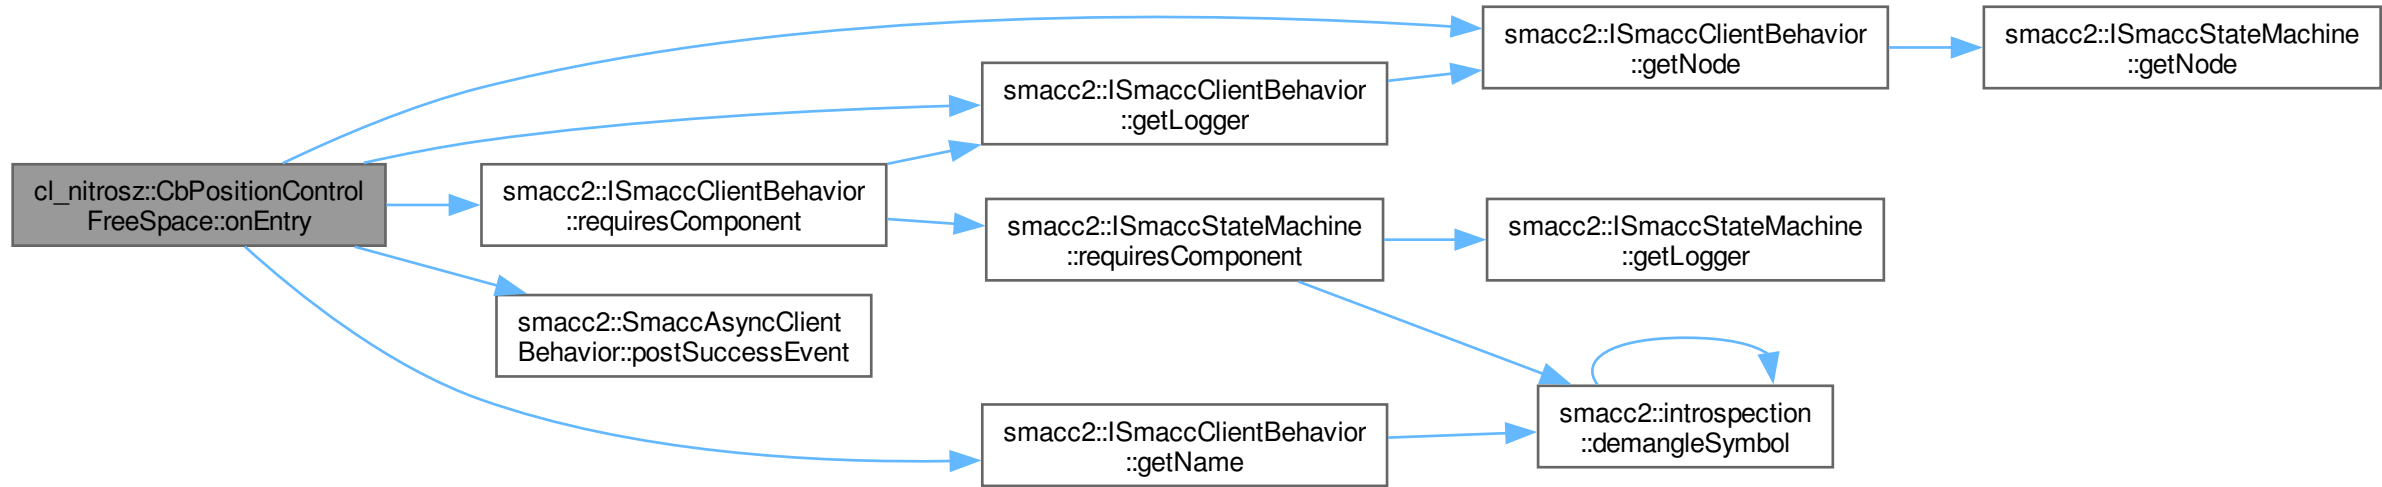 cl_nitrosz::CbPositionControl
FreeSpace::onEntry
smacc2::ISmaccClientBehavior
::getNode
smacc2::ISmaccStateMachine
::getNode
smacc2::ISmaccClientBehavior
::getLogger
smacc2::ISmaccClientBehavior
::requiresComponent
smacc2::ISmaccStateMachine
::requiresComponent
smacc2::ISmaccStateMachine
::getLogger
smacc2::SmaccAsyncClient
Behavior::postSuccessEvent
smacc2::ISmaccClientBehavior
::getName
smacc2::introspection
::demangleSymbol